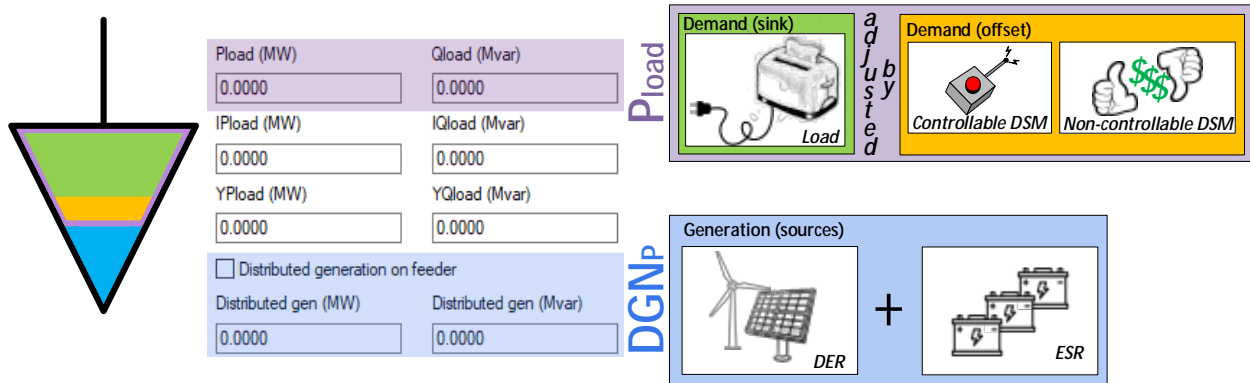 Pload (MW)
Qload (Mvar)
0.0000
0.0000
IPload (MW)
IQload (Mvar)
0.0000
0.0000
YPload (MW)
YQload (Mvar)
0.0000
0.0000
Distributed generation on feeder
Distributed gen (MW)
Distributed gen (Mvar)
0.0000
0.0000
Pload
Demand (sink)
Load
adjusted
by
Demand (offset)
Controllable DSM
$$$
Non-controllable DSM
DGNP
Generation (sources)
DER
+
ESR